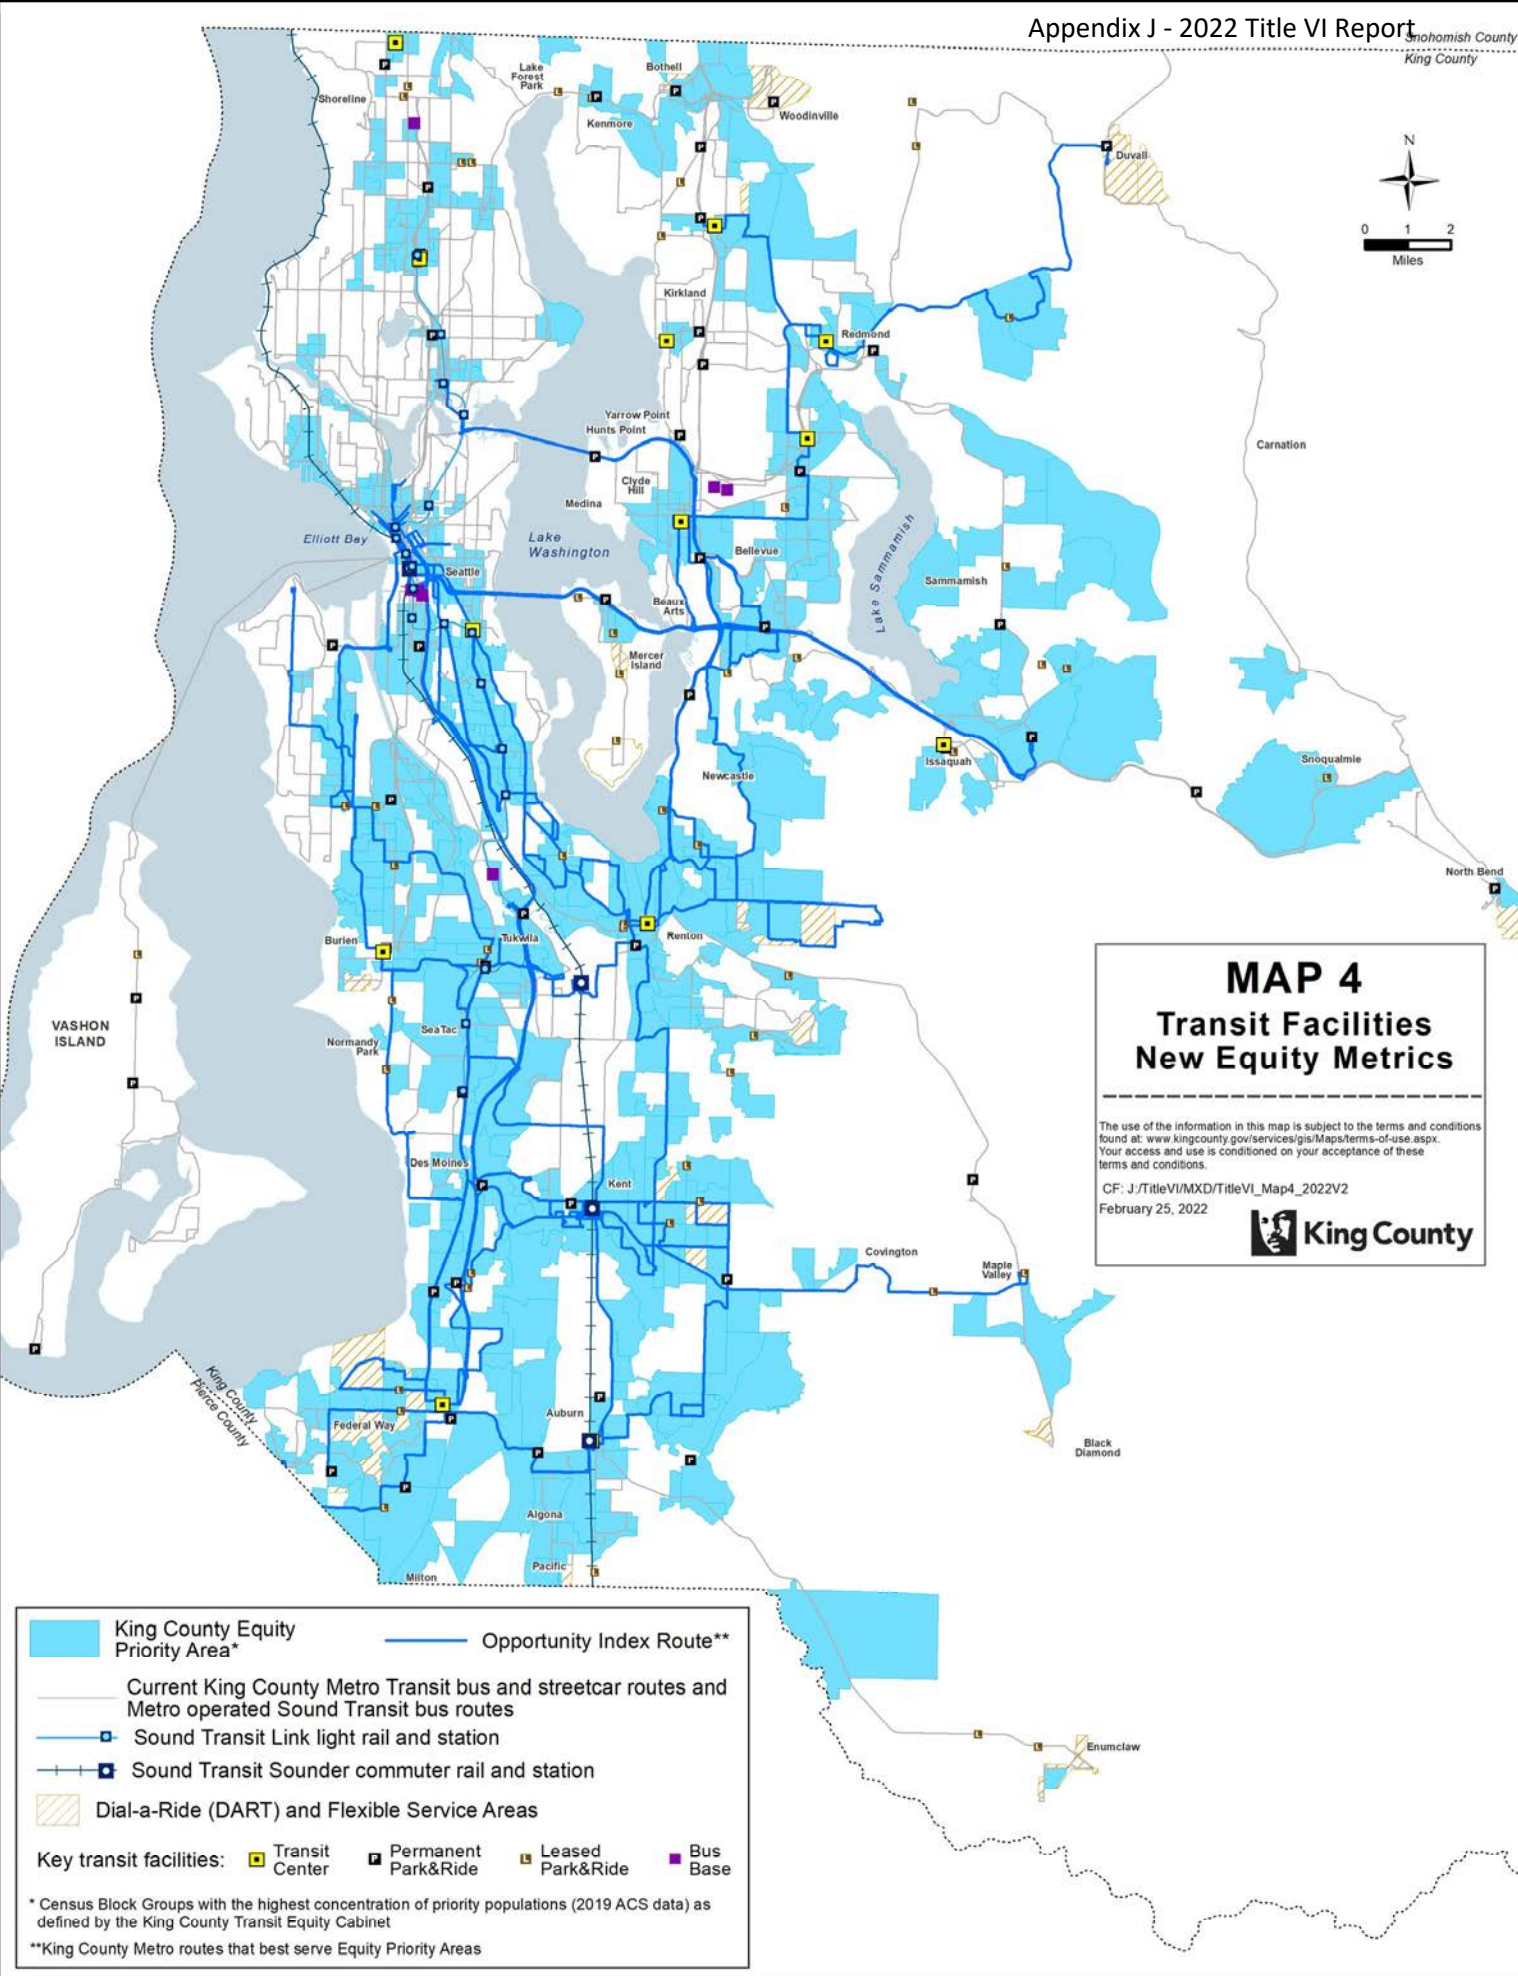 Appendix J - 2022 Title VI Report
Snohomish County
King County
Lake
Forest
Park
Bothell
Shoreline
Kenmore
Woodinville
Duvall
N
0 1 2
Miles
Kirkland
Redmond
Yarrow Point
Hunts Point
Carnation
Clyde
Hill
Medina
Elliott Bay
Lake
Washington
Bellevue
Lake Sammamish
Seattle
Sammamish
Beaux
Arts
Mercer
Island
Newcastle
Issaquah
Snoqualmie
North Bend
Burien
Tukwila
Renton
VASHON
ISLAND
SeaTac
Normandy
Park
MAP 4
Transit Facilities
New Equity Metrics
The use of the information in this map is subject to the terms and conditions
found at: www.kingcounty.gov/services/gis/Maps/terms-of-use.aspx.
Your access and use is conditioned on your acceptance of these
terms and conditions.
CF: J:/TitleVI/MXD/TitleVI_Map4_2022V2
February 25, 2022
King County
Des Moines
Kent
Covington
Maple
Valley
King County
Pierce County
Federal Way
Auburn
Black
Diamond
Algona
Pacific
Milton
Enumclaw
King County Equity
Priority Area*
Opportunity Index Route**
Current King County Metro Transit bus and streetcar routes and
Metro operated Sound Transit bus routes
Sound Transit Link light rail and station
Sound Transit Sounder commuter rail and station
Dial-a-Ride (DART) and Flexible Service Areas
Key transit facilities:
Transit
Center
P
Permanent
Park&Ride
L
Leased
Park&Ride
Bus
Base
* Census Block Groups with the highest concentration of priority populations (2019 ACS data) as
defined by the King County Transit Equity Cabinet
**King County Metro routes that best serve Equity Priority Areas